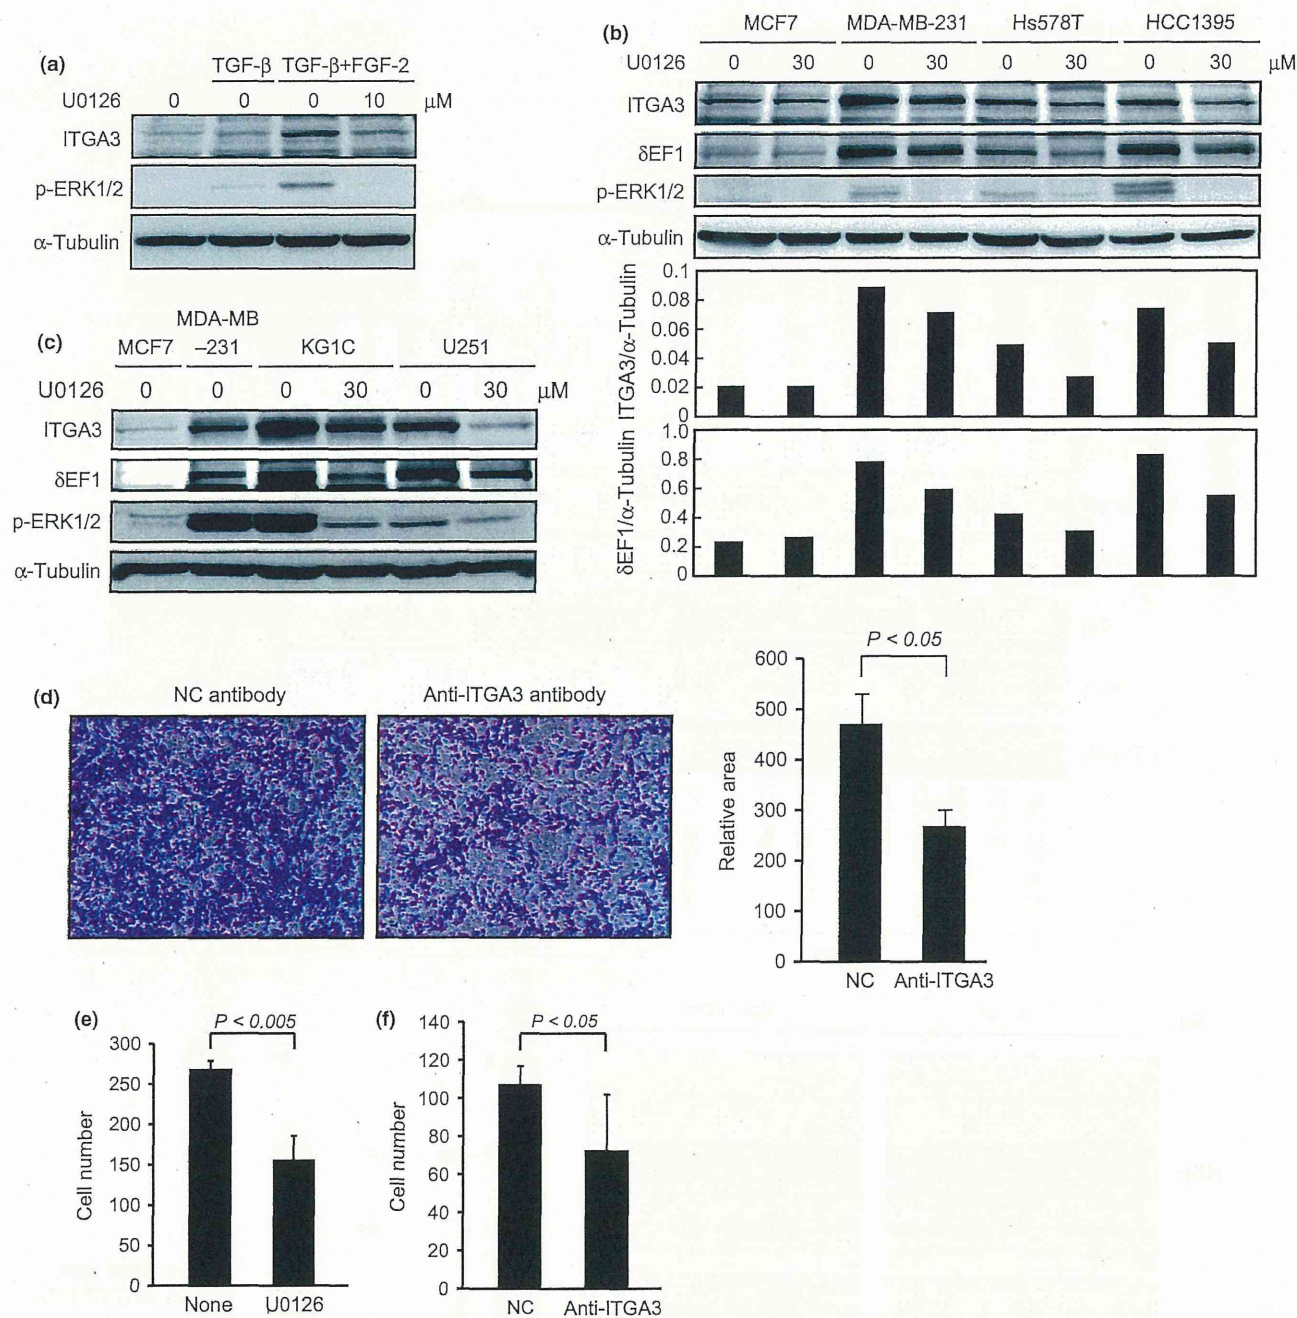 (a)
TGF-β TGF-β+FGF-2
U0126 0 0 0 10 μM
ITGA3
p-ERK1/2
α-Tubulin
(b)
MCF7 MDA-MB-231 Hs578T HCC1395
U0126 0 30 0 30 0 30 0 30 μM
ITGA3
δEF1
p-ERK1/2
α-Tubulin
ITGA3/α-Tubulin
0.1
0.08
0.06
0.04
0.02
0
δEF1/α-Tubulin
1.0
0.8
0.6
0.4
0.2
0
(c)
MDA-MB
MCF7 –231 KG1C U251
U0126 0 0 0 30 0 30 μM
ITGA3
δEF1
p-ERK1/2
α-Tubulin
(d)
NC antibody Anti-ITGA3 antibody
P < 0.05
Relative area
600
500
400
300
200
100
0
NC Anti-ITGA3
(e)
P < 0.005
Cell number
300
250
200
150
100
50
0
None U0126
(f)
P < 0.05
Cell number
140
120
100
80
60
40
20
0
NC Anti-ITGA3